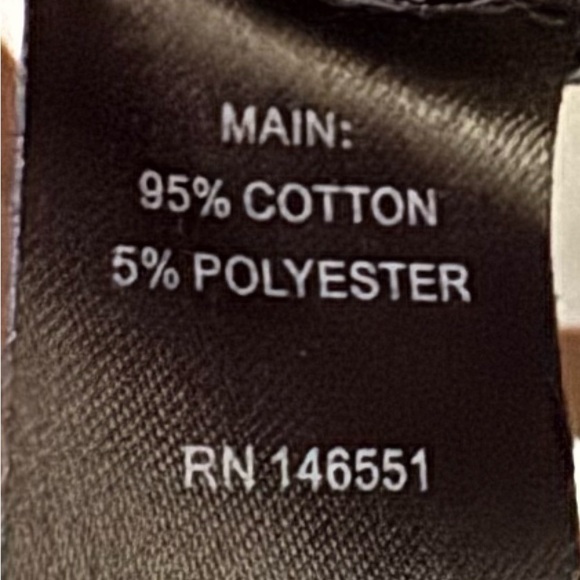 MAIN:
95% COTTON
5% POLYESTER
RN 146551